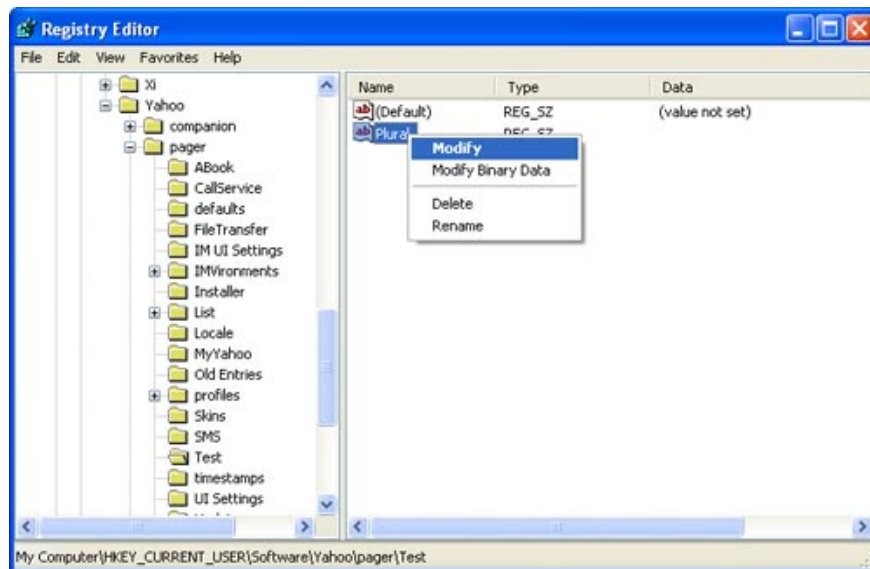 Registry Editor
File Edit View Favorites Help
Xi
Yahoo
companion
pager
ABook
CallService
defaults
FileTransfer
IM UI Settings
IMVironments
Installer
List
Locale
MyYahoo
Old Entries
profiles
Skins
SMS
Test
timestamps
UI Settings
Name Type Data
(Default) REG_SZ (value not set)
Plural REG_SZ
Modify
Modify Binary Data
Delete
Rename
My Computer\HKEY_CURRENT_USER\Software\Yahoo\pager\Test